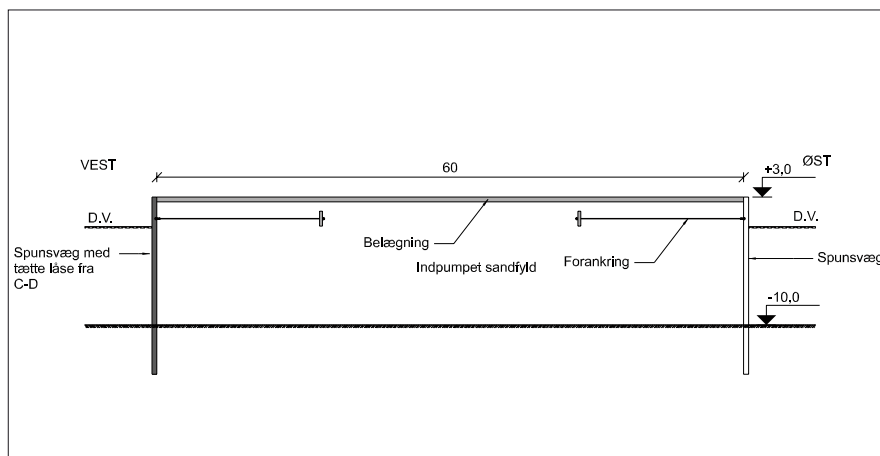 VEST
60
ØST
+3,0
D.V.
D.V.
Belægning
Spunsvæg med
tætte låse fra
C-D
Indpumpet sandfyld
Forankring
Spunsvæg
-10,0